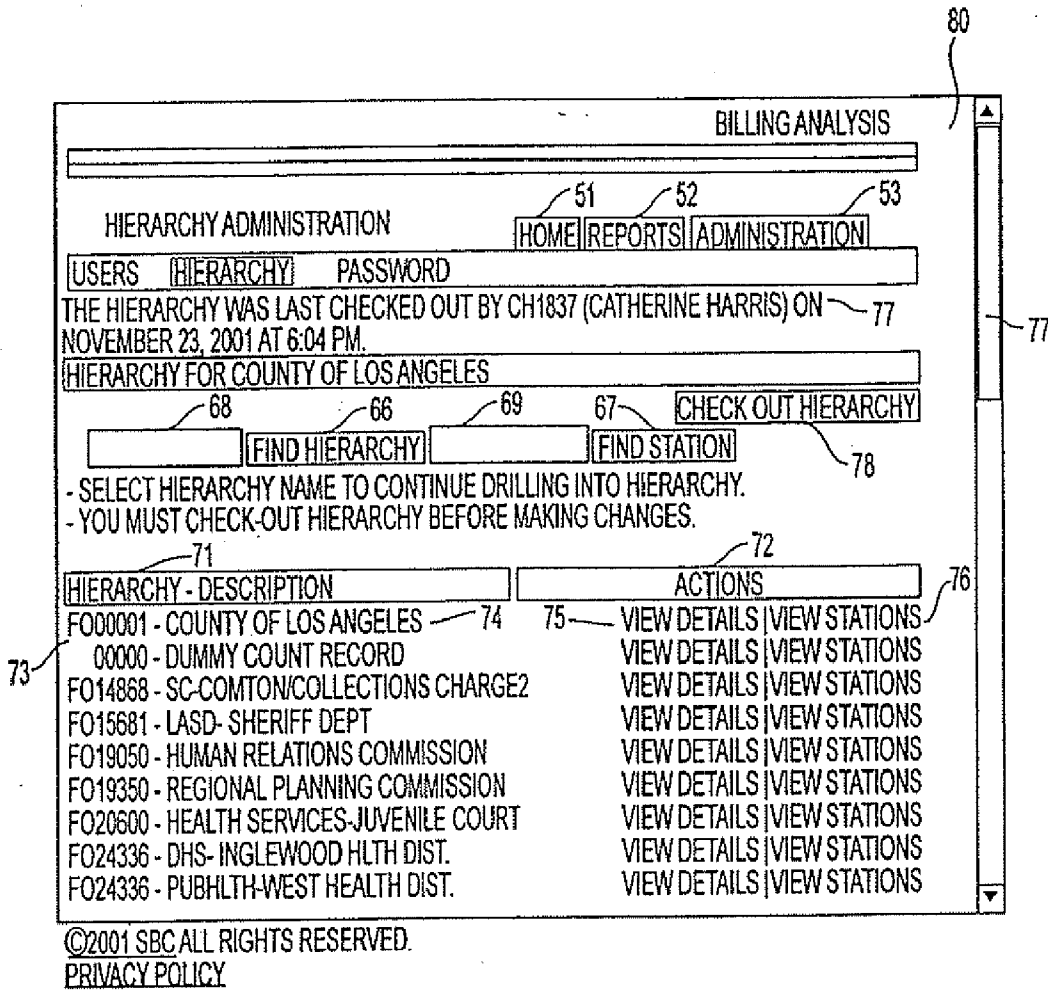 80
BILLING ANALYSIS
51 52 53
HIERARCHY ADMINISTRATION HOME REPORTS ADMINISTRATION
USERS HIERARCHY PASSWORD
THE HIERARCHY WAS LAST CHECKED OUT BY CH1837 (CATHERINE HARRIS) ON 77
77
NOVEMBER 23, 2001 AT 6:04 PM.
HIERARCHY FOR COUNTY OF LOS ANGELES
68 66 69 67 CHECK OUT HIERARCHY
FIND HIERARCHY FIND STATION 78
- SELECT HIERARCHY NAME TO CONTINUE DRILLING INTO HIERARCHY.
- YOU MUST CHECK-OUT HIERARCHY BEFORE MAKING CHANGES.
71 72
HIERARCHY - DESCRIPTION ACTIONS 76
FO00001 - COUNTY OF LOS ANGELES 74 75 VIEW DETAILS | VIEW STATIONS
73 00000 - DUMMY COUNT RECORD VIEW DETAILS | VIEW STATIONS
FO14868 - SC-COMTON/COLLECTIONS CHARGE2 VIEW DETAILS | VIEW STATIONS
FO15681 - LASD- SHERIFF DEPT VIEW DETAILS | VIEW STATIONS
FO19050 - HUMAN RELATIONS COMMISSION VIEW DETAILS | VIEW STATIONS
FO19350 - REGIONAL PLANNING COMMISSION VIEW DETAILS | VIEW STATIONS
FO20600 - HEALTH SERVICES-JUVENILE COURT VIEW DETAILS | VIEW STATIONS
FO24336 - DHS- INGLEWOOD HLTH DIST. VIEW DETAILS | VIEW STATIONS
FO24336 - PUBHLTH-WEST HEALTH DIST. VIEW DETAILS | VIEW STATIONS
©2001 SBC ALL RIGHTS RESERVED.
PRIVACY POLICY